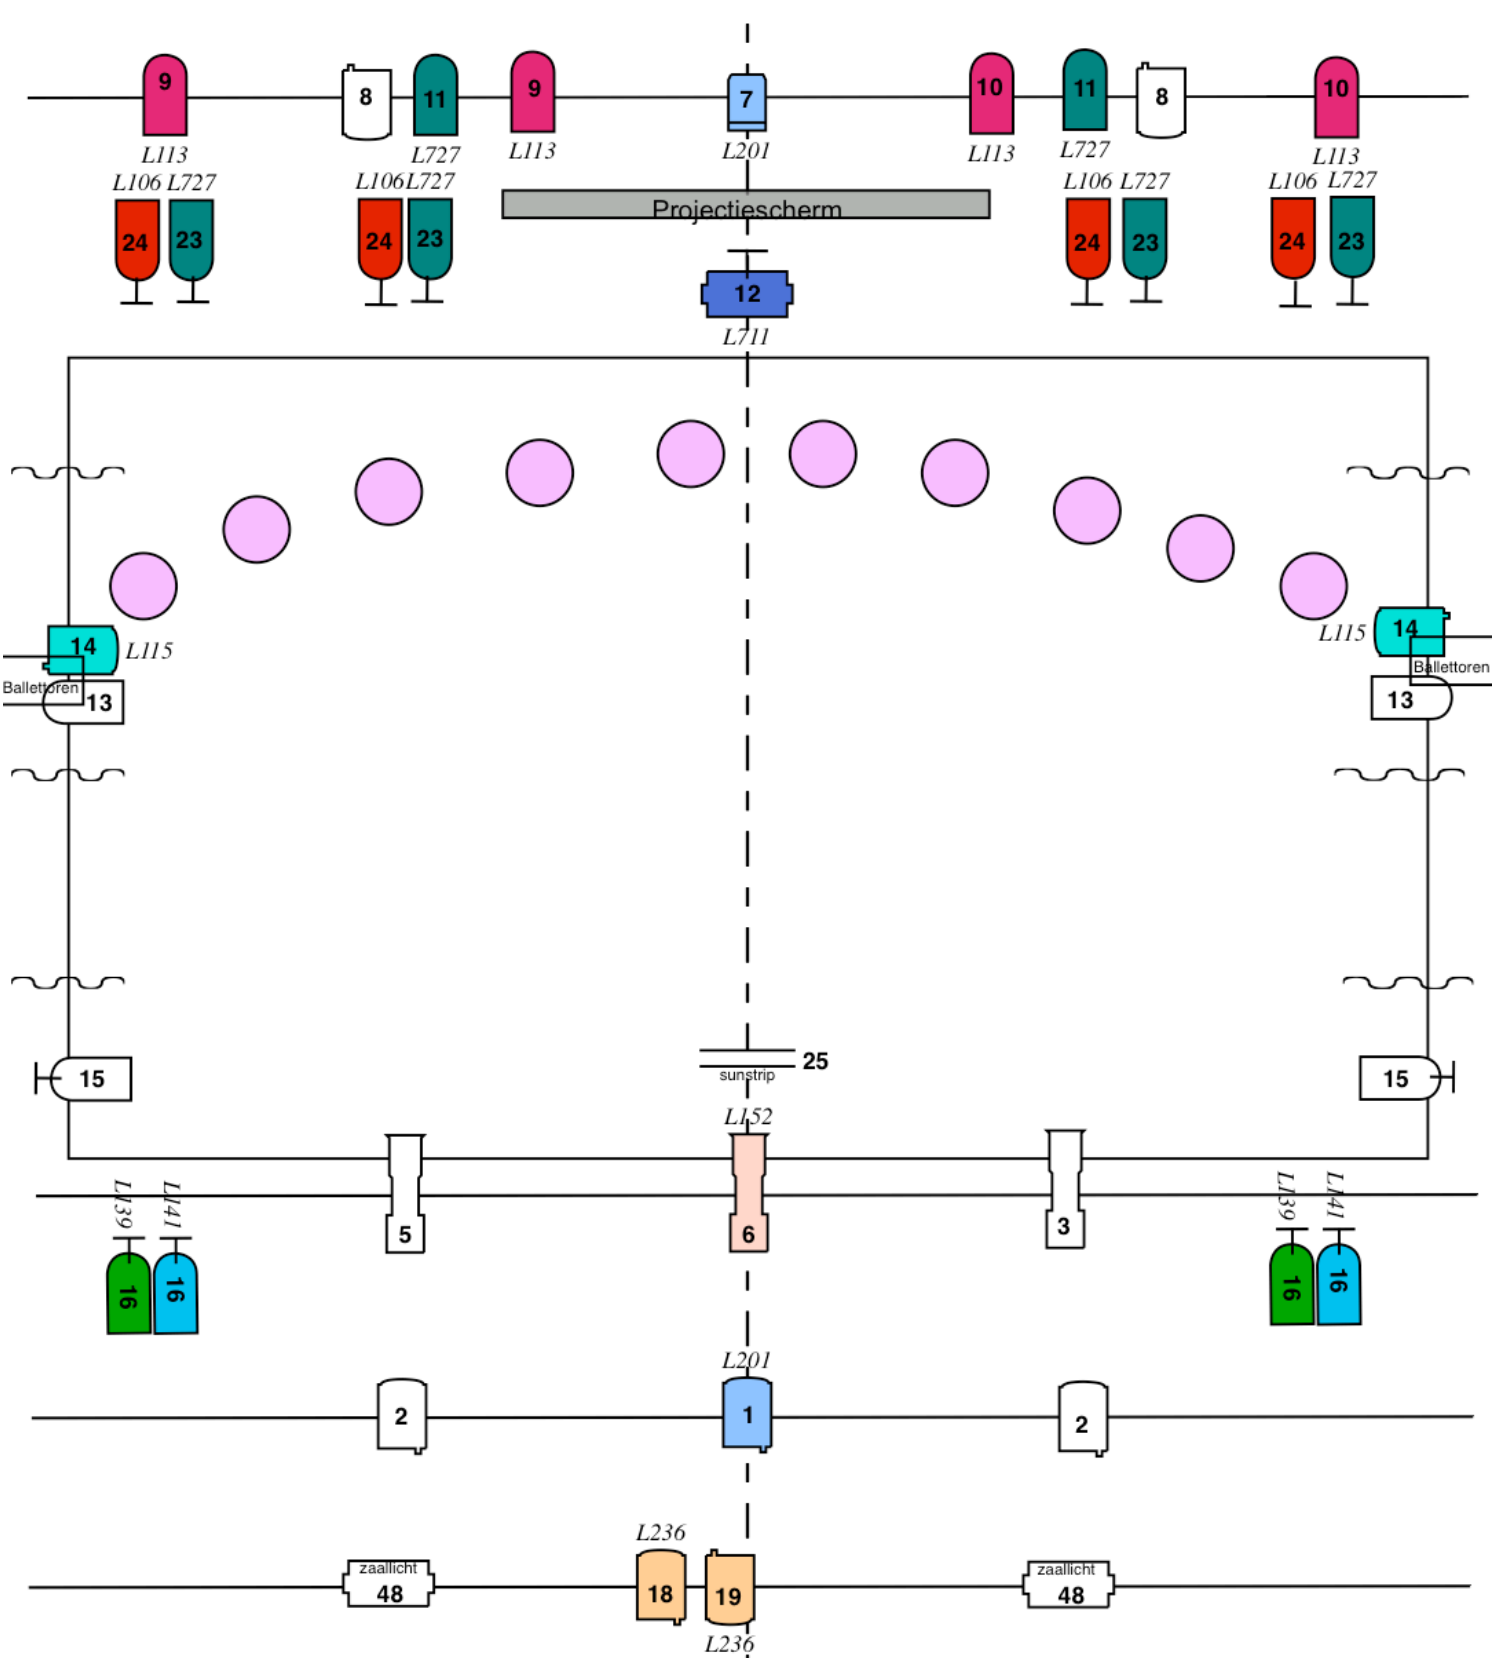 9 8 11 9 7 10 11 8 10
L113 L727 L113 L201 L113 L727 L113
L106 L727 L106 L727 L106 L727 L106 L727
Projectiescherm
24 23 24 23 24 23 24 23
12
L711
14 L115 L115 14
Ballettoren Ballettoren
13 13
25
sunstrip
15 15
L152
L139 L141 L139 L141
5 6 3
16 16 16 16
L201
2 1 2
L236
zaallicht zaallicht
48 18 19 48
L236